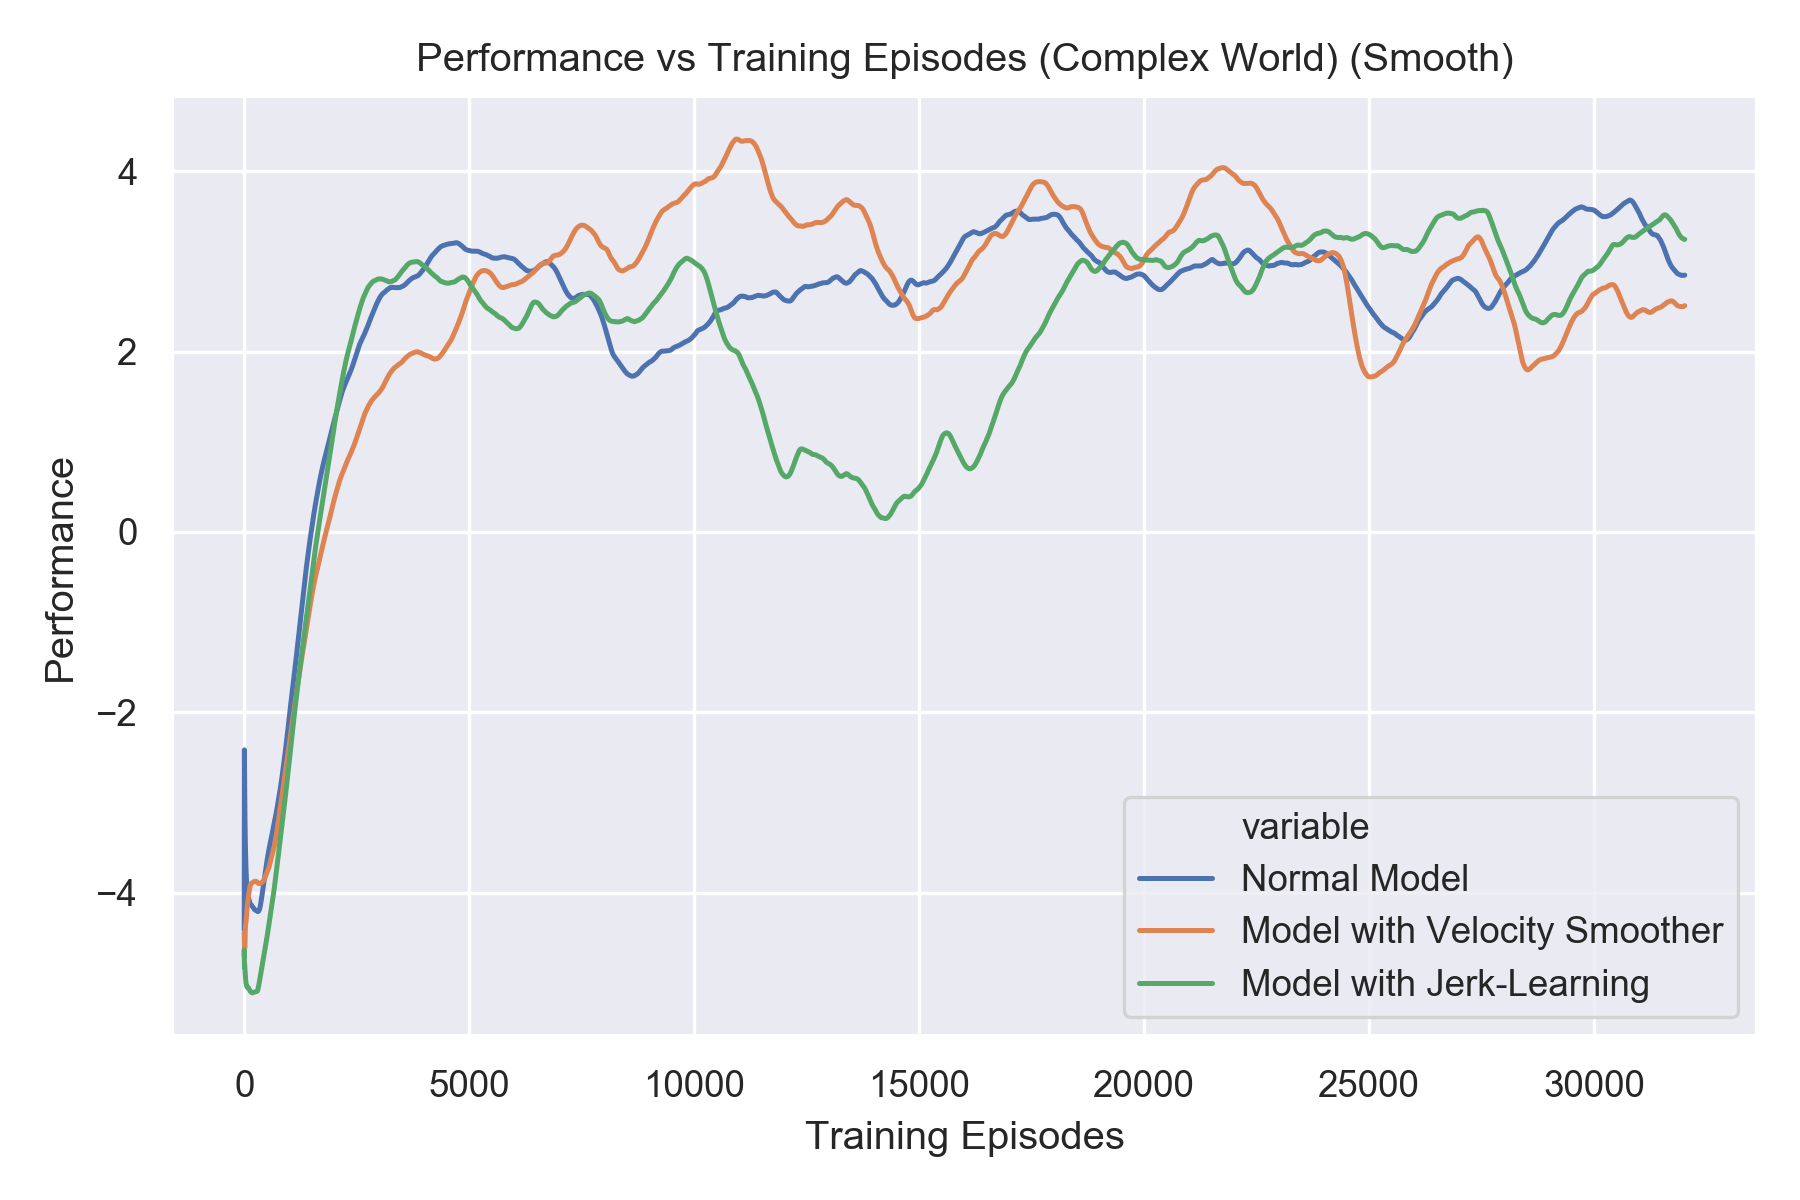 Performance vs Training Episodes (Complex World) (Smooth)
4
2
0
−2
−4
Performance
variable
Normal Model
Model with Velocity Smoother
Model with Jerk-Learning
0 5000 10000 15000 20000 25000 30000
Training Episodes